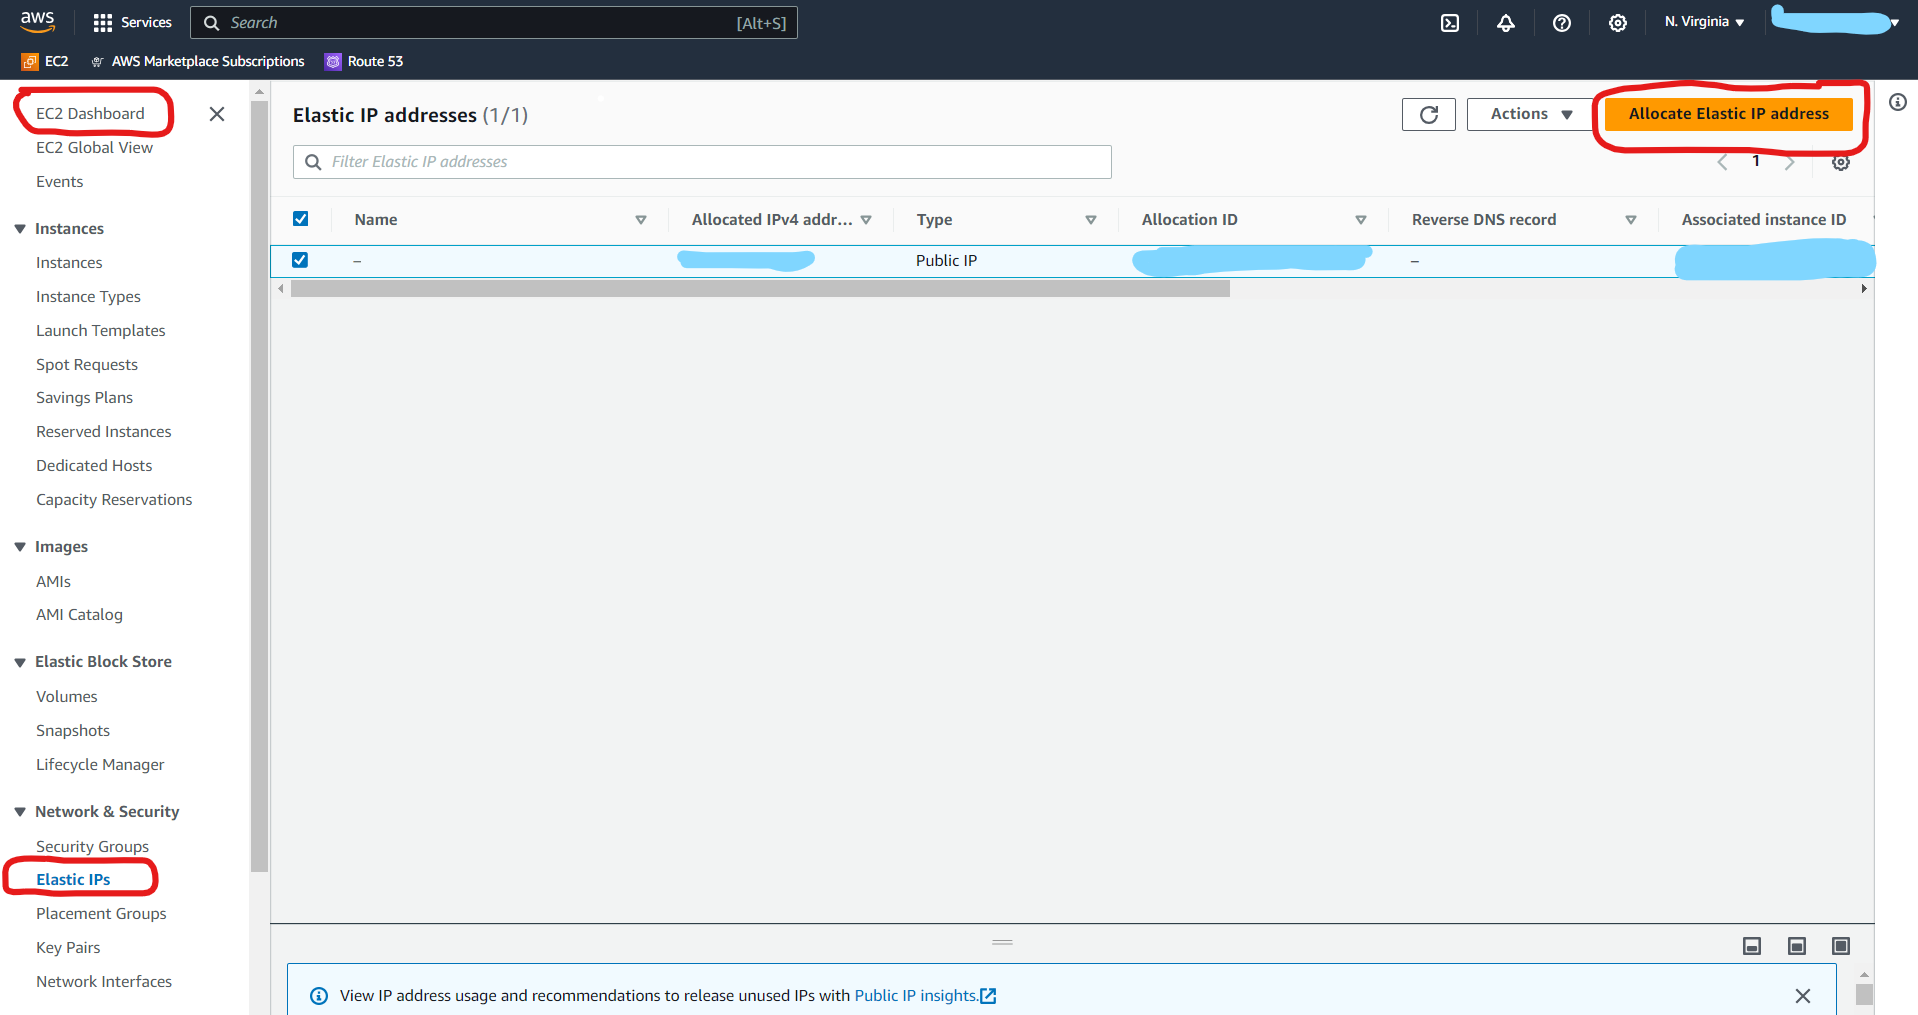 aws
Services
Search [Alt+S]
N. Virginia
EC2
AWS Marketplace Subscriptions
Route 53
EC2 Dashboard
EC2 Global View
Events
Instances
Instances
Instance Types
Launch Templates
Spot Requests
Savings Plans
Reserved Instances
Dedicated Hosts
Capacity Reservations
Images
AMIs
AMI Catalog
Elastic Block Store
Volumes
Snapshots
Lifecycle Manager
Network & Security
Security Groups
Elastic IPs
Placement Groups
Key Pairs
Network Interfaces
Elastic IP addresses (1/1)
Actions
Allocate Elastic IP address
Filter Elastic IP addresses
1
Name Allocated IPv4 addr... Type Allocation ID Reverse DNS record Associated instance ID
– Public IP –
View IP address usage and recommendations to release unused IPs with Public IP insights.